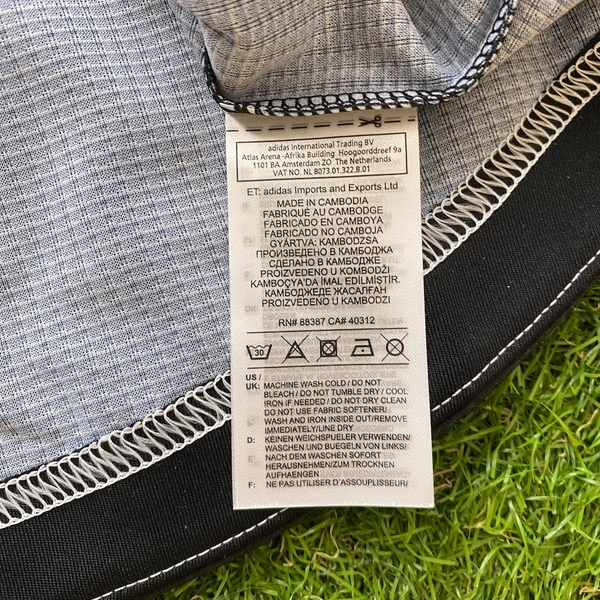 adidas International Trading BV
Atlas Arena -Afrika Building Hoogoorddreef 9a
1101 BA Amsterdam ZO The Netherlands
VAT NO. NL 8073.01.322.B.01
ET: adidas Imports and Exports Ltd
MADE IN CAMBODIA
FABRIQUÉ AU CAMBODGE
FABRICADO EN CAMBOYA
FABRICADO NO CAMBOJA
GYÁRTVA: KAMBODZSA
ПРОИЗВЕДЕНО В КАМБОДЖА
СДЕЛАНО В КАМБОДЖЕ
PROIZVEDENO U KOMBODŽI
KAMBOÇYA'DA İMAL EDİLMİŞTİR.
КАМБОДЖЕДЕ ЖАСАЛҒАН
PROIZVEDENO U KAMBODZI
RN# 88387 CA# 40312
30
US /
UK: MACHINE WASH COLD / DO NOT
BLEACH / DO NOT TUMBLE DRY / COOL
IRON IF NEEDED / DO NOT DRY CLEAN
DO NOT USE FABRIC SOFTENER/
WASH AND IRON INSIDE OUT/REMOVE
IMMEDIATELY/LINE DRY
D: KEINEN WEICHSPUELER VERWENDEN/
WASCHEN UND BUEGELN VON LINKS/
NACH DEM WASCHEN SOFORT
HERAUSNEHMEN/ZUM TROCKNEN
AUFHAENGEN
F: NE PAS UTILISER D'ASSOUPLISSEUR/